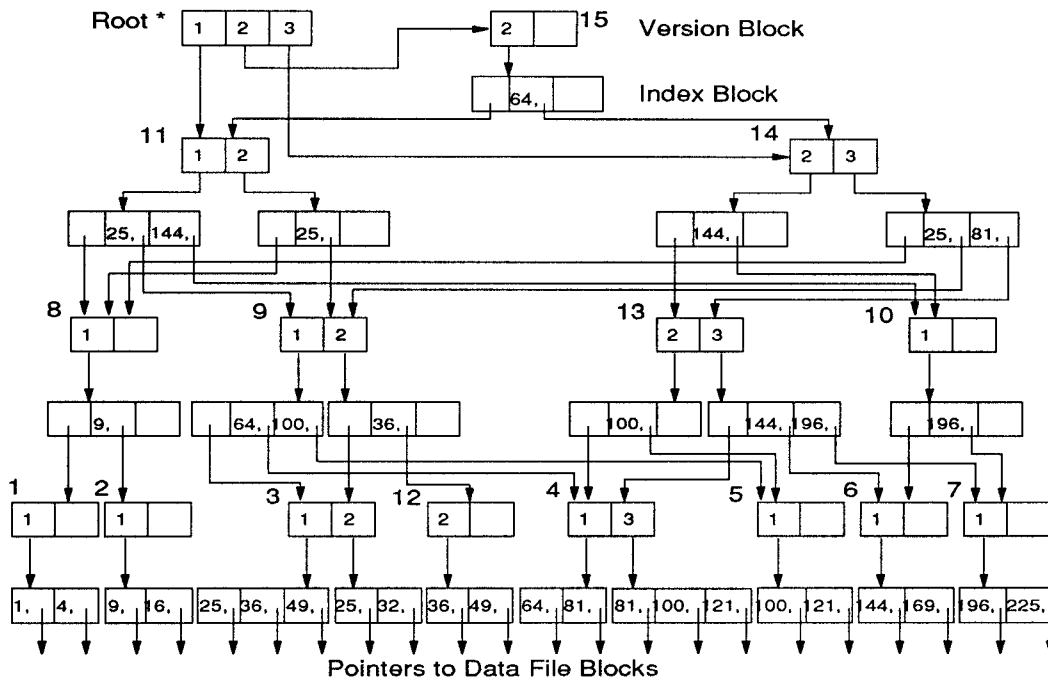 Root * 1 2 3 2 15 Version Block
64, Index Block
11 14
1 2 2 3
25, 144, 25, 144, 25, 81,
8 9 13 10
1 1 2 2 3 1
9, 64, 100, 36, 100, 144, 196, 196,
1 2 3 12 4 5 6 7
1 1 1 2 2 1 3 1 1 1
1, 4, 9, 16, 25, 36, 49, 25, 32, 36, 49, 64, 81, 81, 100, 121, 100, 121, 144, 169, 196, 225,
Pointers to Data File Blocks